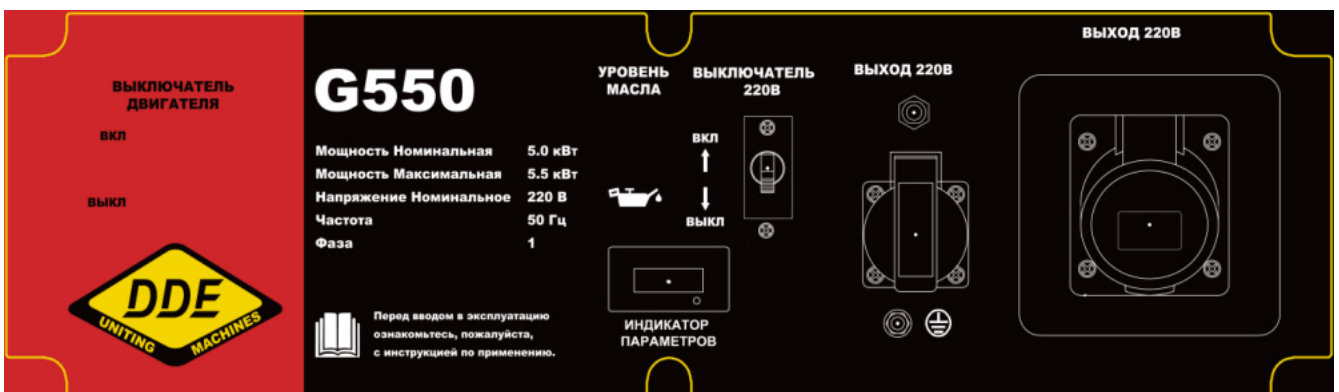 ВЫКЛЮЧАТЕЛЬ
ДВИГАТЕЛЯ
ВКЛ
ВЫКЛ
DDE
UNITING MACHINES
G550
Мощность Номинальная 5.0 кВт
Мощность Максимальная 5.5 кВт
Напряжение Номинальное 220 В
Частота 50 Гц
Фаза 1
Перед вводом в эксплуатацию
ознакомьтесь, пожалуйста,
с инструкцией по применению.
УРОВЕНЬ
МАСЛА
ВЫКЛЮЧАТЕЛЬ
220В
ВКЛ
ВЫКЛ
ИНДИКАТОР
ПАРАМЕТРОВ
ВЫХОД 220В
ВЫХОД 220В